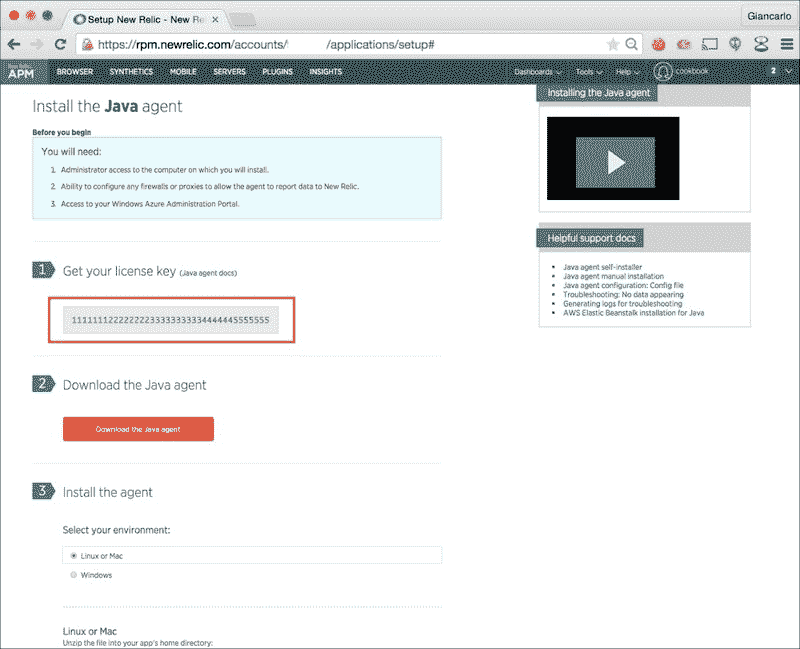 Setup New Relic - New Re
Giancarlo
https://rpm.newrelic.com/accounts/ /applications/setup#
New Relic
APM BROWSER SYNTHETICS MOBILE SERVERS PLUGINS INSIGHTS Dashboards Tools Help cookbook 2
Install the Java agent
Before you begin
You will need:
1. Administrator access to the computer on which you will install.
2. Ability to configure any firewalls or proxies to allow the agent to report data to New Relic.
3. Access to your Windows Azure Administration Portal.
1 Get your license key (Java agent docs)
11111112222222233333333334444445555555
2 Download the Java agent
Download the Java agent
3 Install the agent
Select your environment:
Linux or Mac
Windows
Linux or Mac
Unzip the file into your app's home directory:
Installing the Java agent
Helpful support docs
Java agent self-installer
Java agent manual installation
Java agent configuration: Config file
Troubleshooting: No data appearing
Generating logs for troubleshooting
AWS Elastic Beanstalk installation for Java